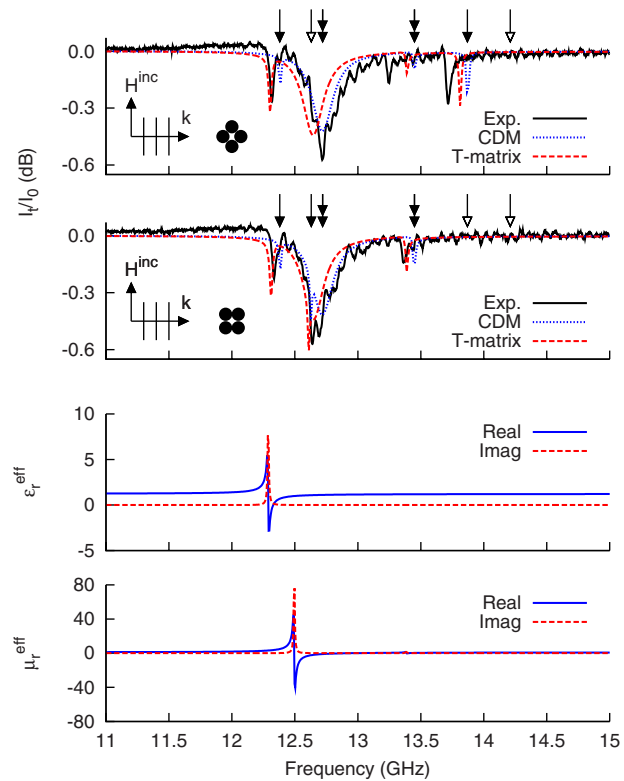 0.0
-0.3
-0.6
I_t/I_0 (dB)
H^inc
k
Exp.
CDM
T-matrix
0.0
-0.3
-0.6
H^inc
k
Exp.
CDM
T-matrix
10
5
0
-5
ε_r^eff
Real
Imag
80
40
0
-40
-80
μ_r^eff
Real
Imag
11 11.5 12 12.5 13 13.5 14 14.5 15
Frequency (GHz)